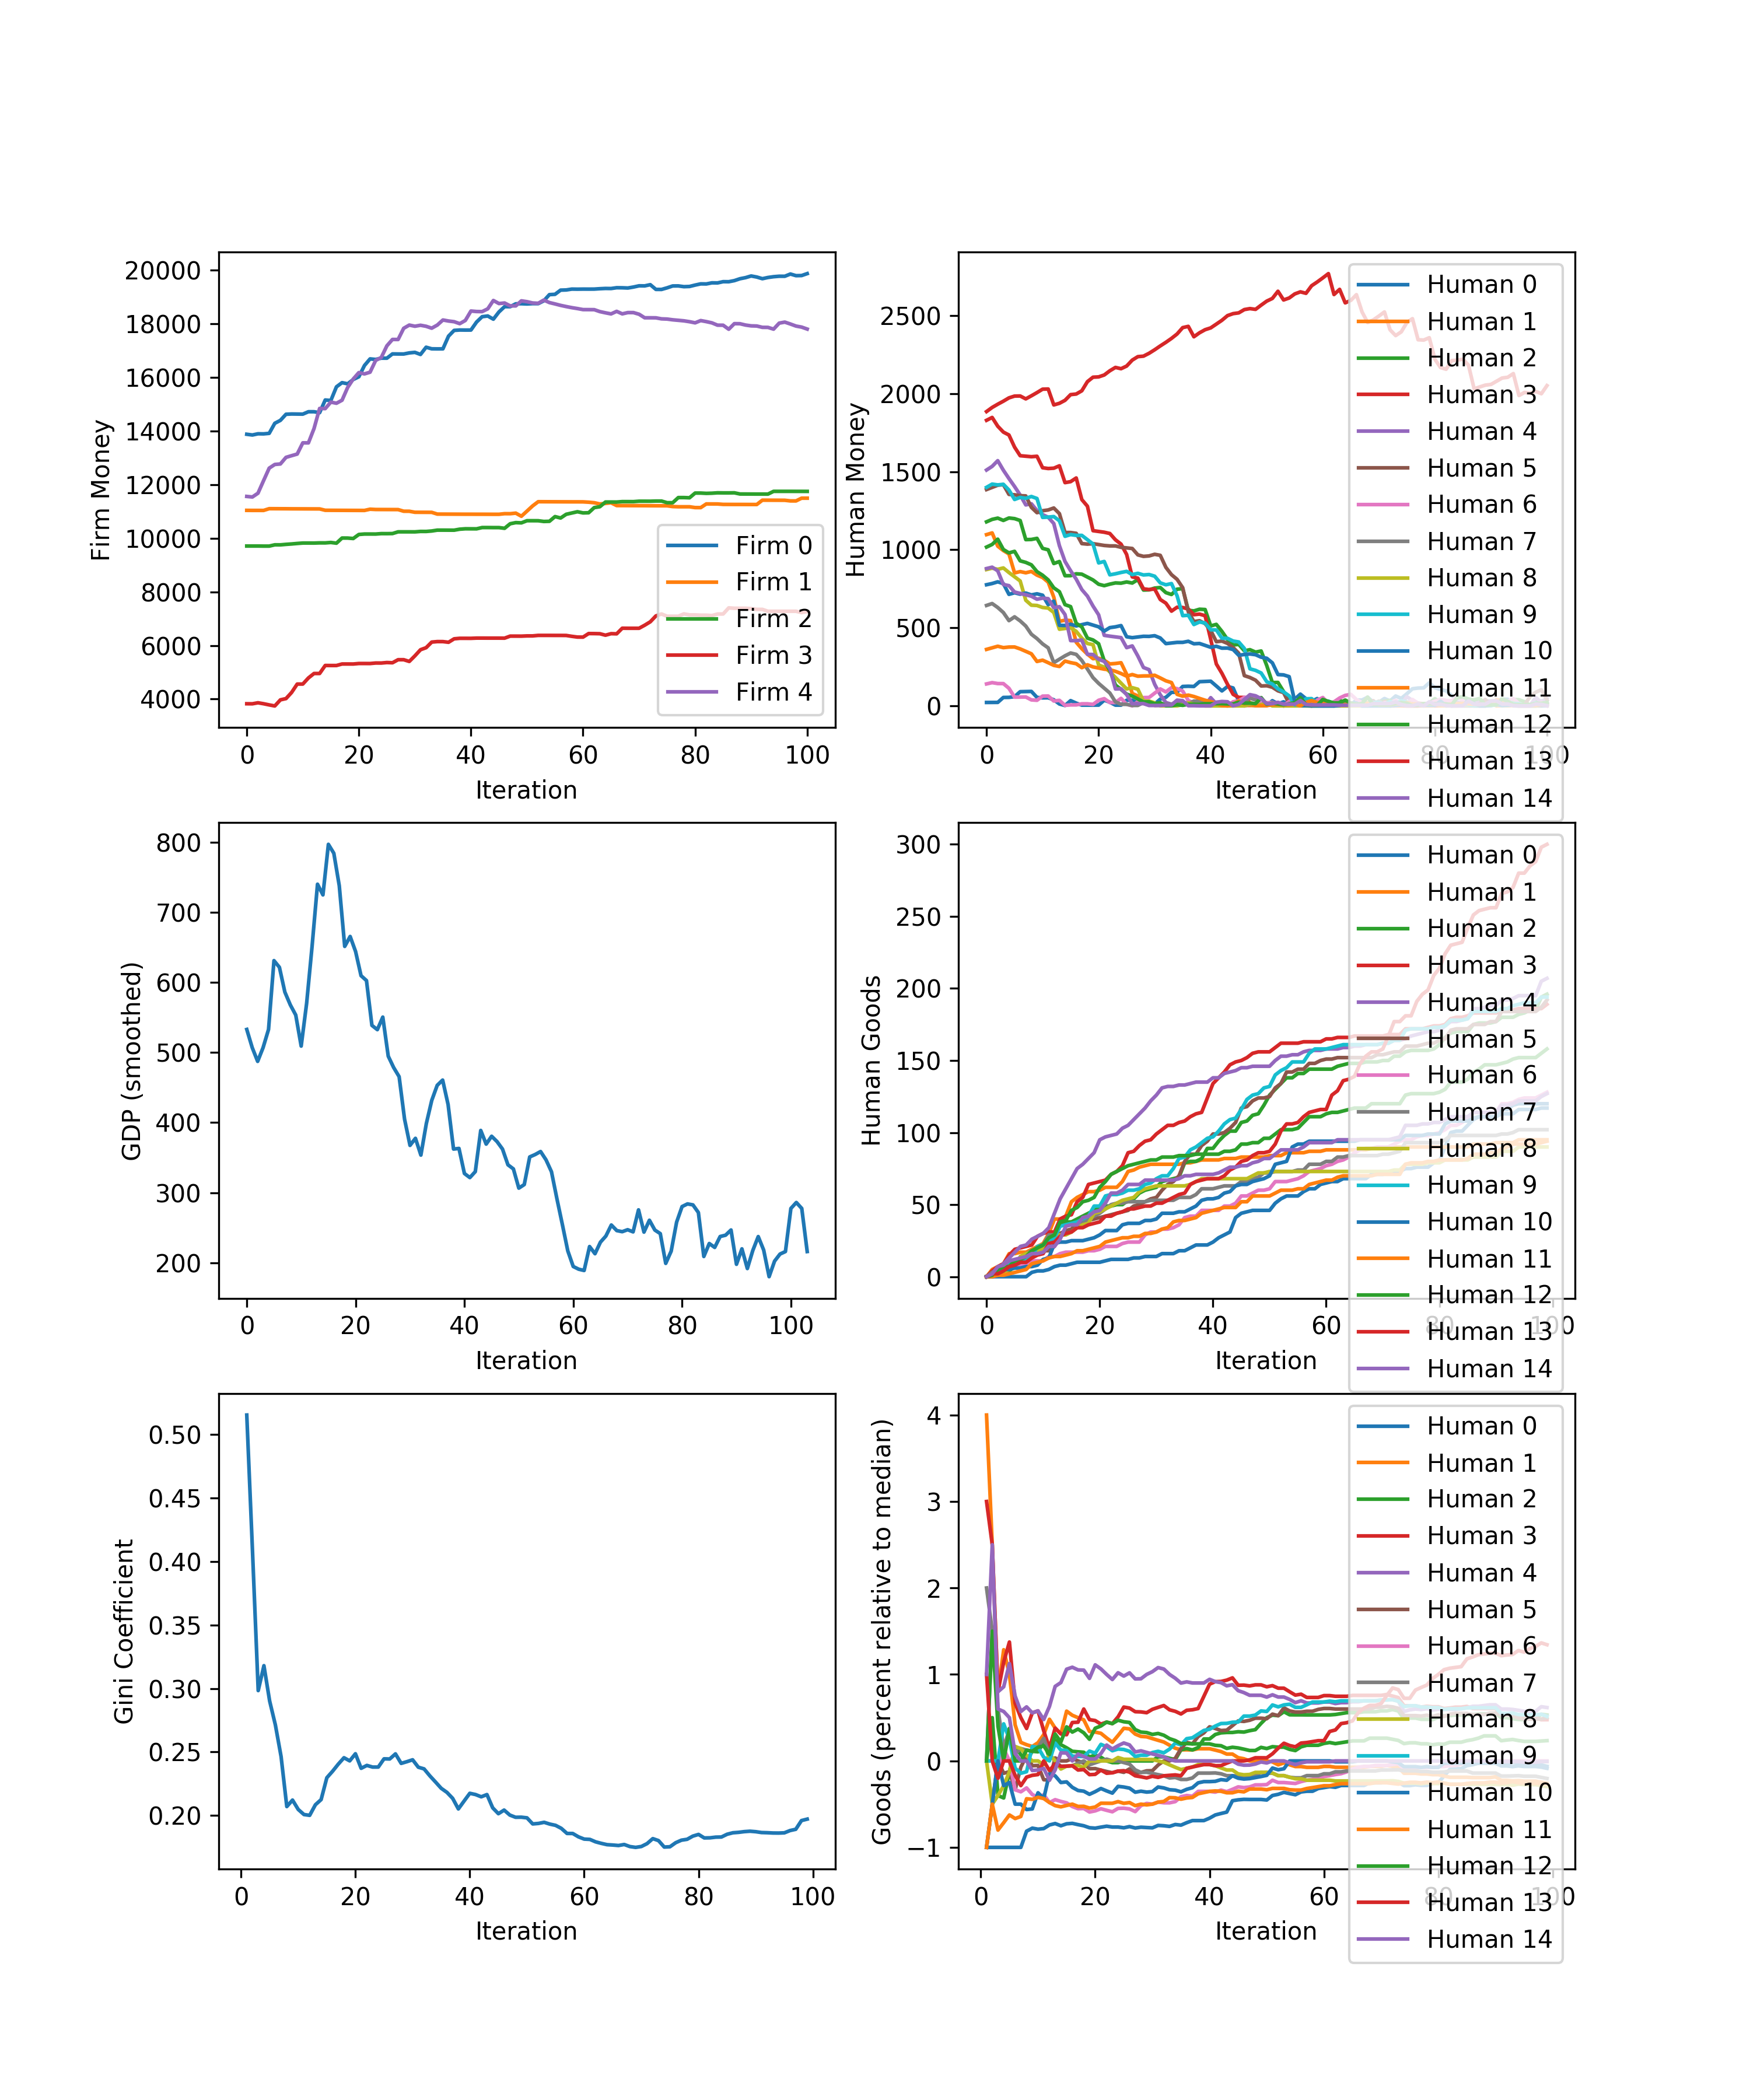 20000
18000
16000
14000
12000
10000
8000
6000
4000
Firm Money
0 20 40 60 80 100
Iteration
Firm 0
Firm 1
Firm 2
Firm 3
Firm 4
2500
2000
1500
1000
500
0
Human Money
0 20 40 60 80 100
Iteration
Human 0
Human 1
Human 2
Human 3
Human 4
Human 5
Human 6
Human 7
Human 8
Human 9
Human 10
Human 11
Human 12
Human 13
Human 14
800
700
600
500
400
300
200
GDP (smoothed)
0 20 40 60 80 100
Iteration
300
250
200
150
100
50
0
Human Goods
0 20 40 60 80 100
Iteration
Human 0
Human 1
Human 2
Human 3
Human 4
Human 5
Human 6
Human 7
Human 8
Human 9
Human 10
Human 11
Human 12
Human 13
Human 14
0.50
0.45
0.40
0.35
0.30
0.25
0.20
Gini Coefficient
0 20 40 60 80 100
Iteration
4
3
2
1
0
−1
Goods (percent relative to median)
0 20 40 60 80 100
Iteration
Human 0
Human 1
Human 2
Human 3
Human 4
Human 5
Human 6
Human 7
Human 8
Human 9
Human 10
Human 11
Human 12
Human 13
Human 14